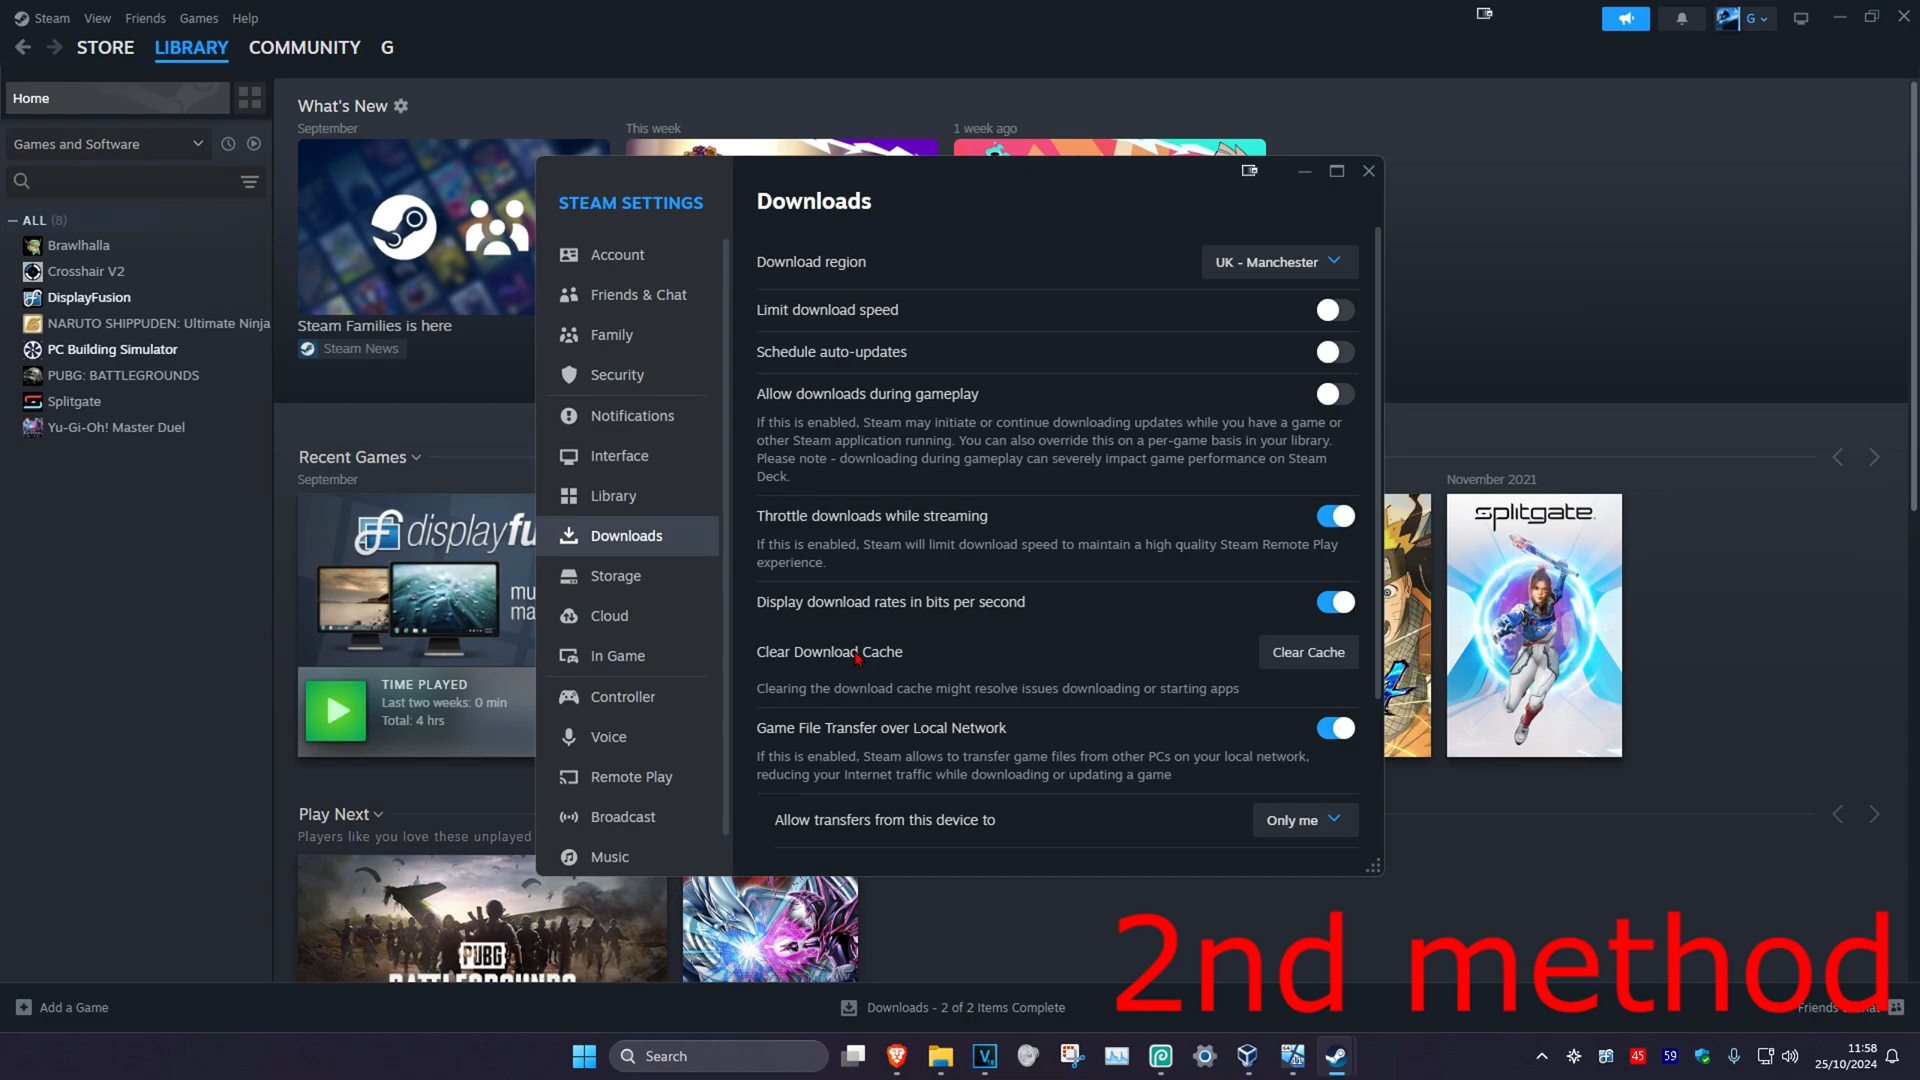 Steam View Friends Games Help
G
STORE LIBRARY COMMUNITY G
Home
Games and Software
ALL (8)
Brawlhalla
Crosshair V2
DisplayFusion
NARUTO SHIPPUDEN: Ultimate Ninja
PC Building Simulator
PUBG: BATTLEGROUNDS
Splitgate
Yu-Gi-Oh! Master Duel
What's New
September
This week
1 week ago
Steam Families is here
Steam News
Recent Games
September
November 2021
displayfu
mu
ma
splitgate
TIME PLAYED
Last two weeks: 0 min
Total: 4 hrs
Play Next
Players like you love these unplayed
PUBG
BATTLEGROUNDS
STEAM SETTINGS
Account
Friends & Chat
Family
Security
Notifications
Interface
Library
Downloads
Storage
Cloud
In Game
Controller
Voice
Remote Play
Broadcast
Music
Downloads
Download region
UK - Manchester
Limit download speed
Schedule auto-updates
Allow downloads during gameplay
If this is enabled, Steam may initiate or continue downloading updates while you have a game or
other Steam application running. You can also override this on a per-game basis in your library.
Please note - downloading during gameplay can severely impact game performance on Steam
Deck.
Throttle downloads while streaming
If this is enabled, Steam will limit download speed to maintain a high quality Steam Remote Play
experience.
Display download rates in bits per second
Clear Download Cache
Clear Cache
Clearing the download cache might resolve issues downloading or starting apps
Game File Transfer over Local Network
If this is enabled, Steam allows to transfer game files from other PCs on your local network,
reducing your Internet traffic while downloading or updating a game
Allow transfers from this device to
Only me
2nd method
Add a Game
Downloads - 2 of 2 Items Complete
Search
45
59
11:58
25/10/2024